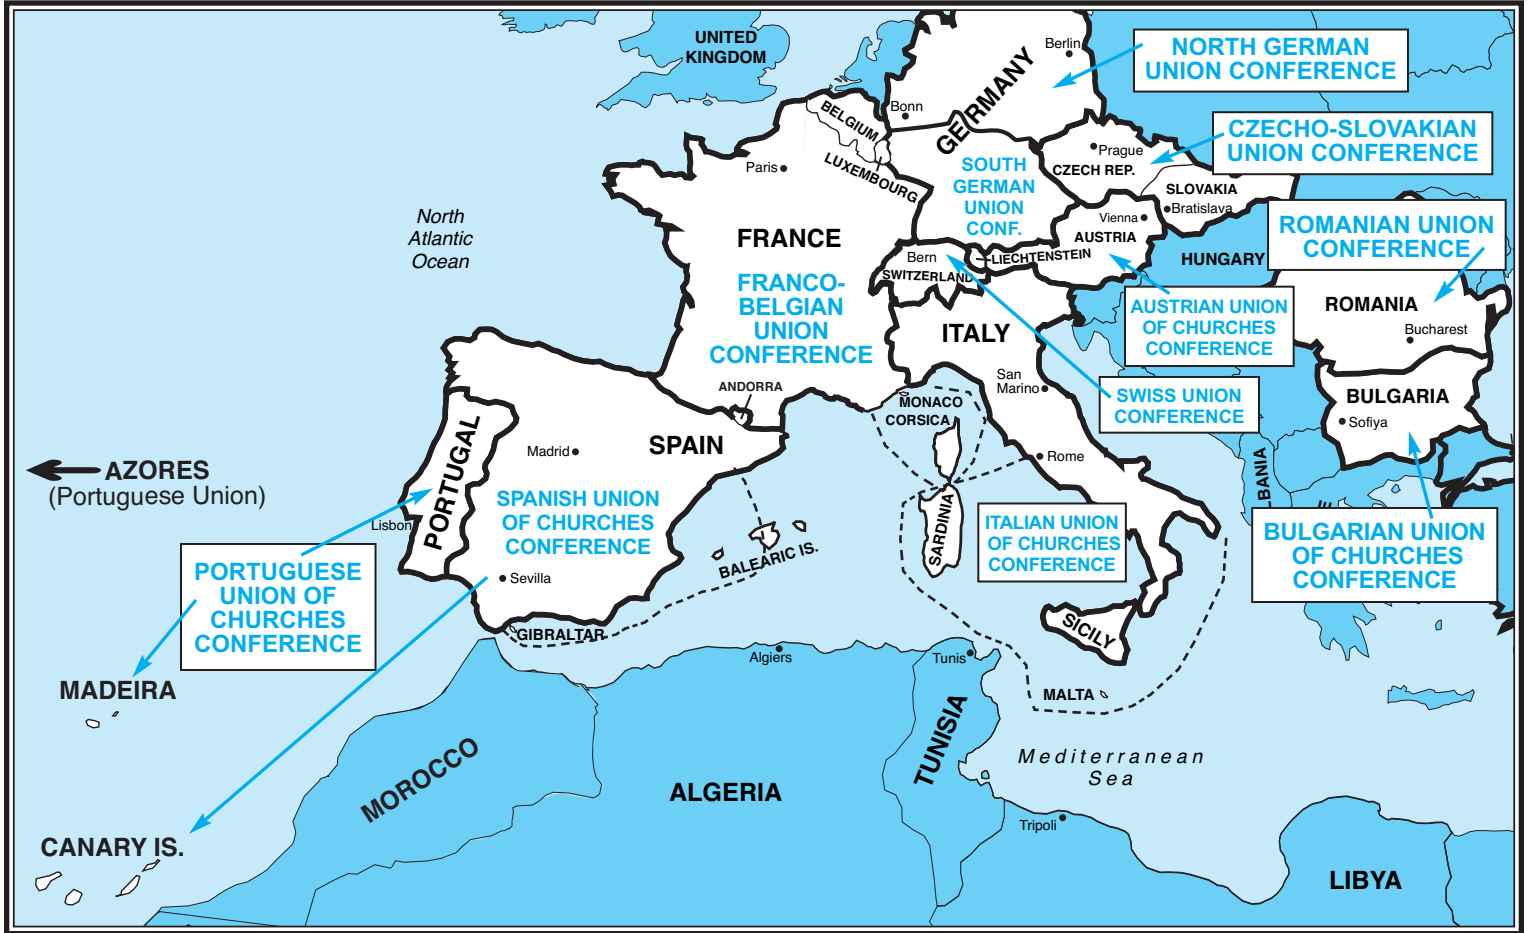 UNITED
KINGDOM
Berlin
NORTH GERMAN
UNION CONFERENCE
GERMANY
Bonn
BELGIUM
LUXEMBOURG
Paris
CZECHO-SLOVAKIAN
UNION CONFERENCE
Prague
CZECH REP.
SLOVAKIA
Bratislava
SOUTH
GERMAN
UNION
CONF.
Vienna
AUSTRIA
North
Atlantic
Ocean
FRANCE
FRANCO-
BELGIAN
UNION
CONFERENCE
Bern
SWITZERLAND
LIECHTENSTEIN
HUNGARY
ROMANIAN UNION
CONFERENCE
ROMANIA
Bucharest
AUSTRIAN UNION
OF CHURCHES
CONFERENCE
ITALY
San
Marino
SWISS UNION
CONFERENCE
BULGARIA
Sofiya
ANDORRA
MONACO
CORSICA
PORTUGAL
SPAIN
Madrid
Rome
AZORES
(Portuguese Union)
Lisbon
SPANISH UNION
OF CHURCHES
CONFERENCE
Sevilla
BALEARIC IS.
SARDINIA
ITALIAN UNION
OF CHURCHES
CONFERENCE
BANIA
BULGARIAN UNION
OF CHURCHES
CONFERENCE
PORTUGUESE
UNION OF
CHURCHES
CONFERENCE
GIBRALTAR
SICILY
Algiers
Tunis
MALTA
MADEIRA
MOROCCO
ALGERIA
TUNISIA
Mediterranean
Sea
Tripoli
CANARY IS.
LIBYA